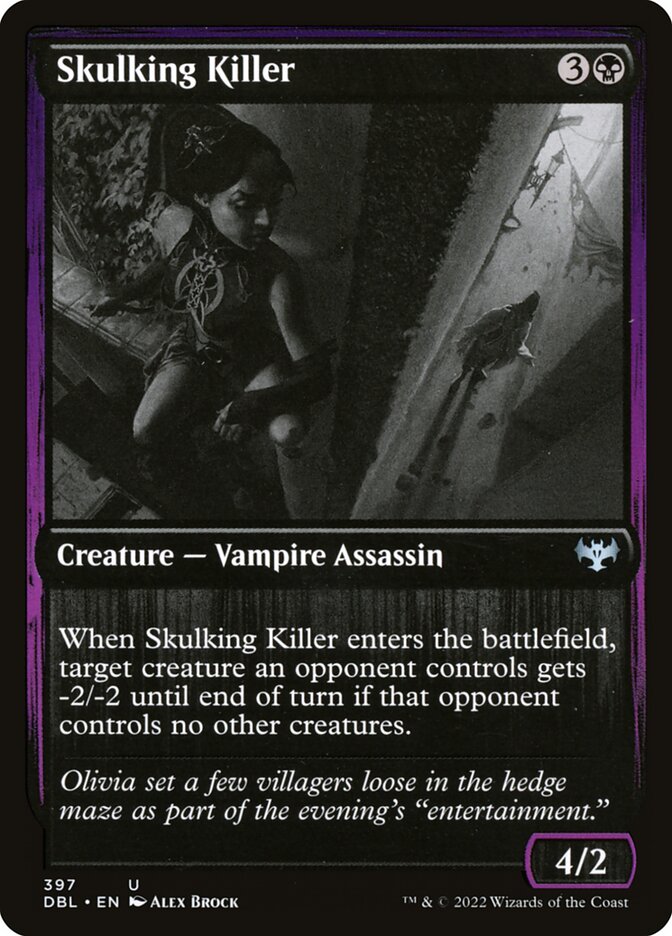 Skulking Killer 3
Creature — Vampire Assassin
When Skulking Killer enters the battlefield,
target creature an opponent controls gets
-2/-2 until end of turn if that opponent
controls no other creatures.
Olivia set a few villagers loose in the hedge
maze as part of the evening's “entertainment.”
4/2
397 U
DBL • EN Alex Brock ™ & © 2022 Wizards of the Coast